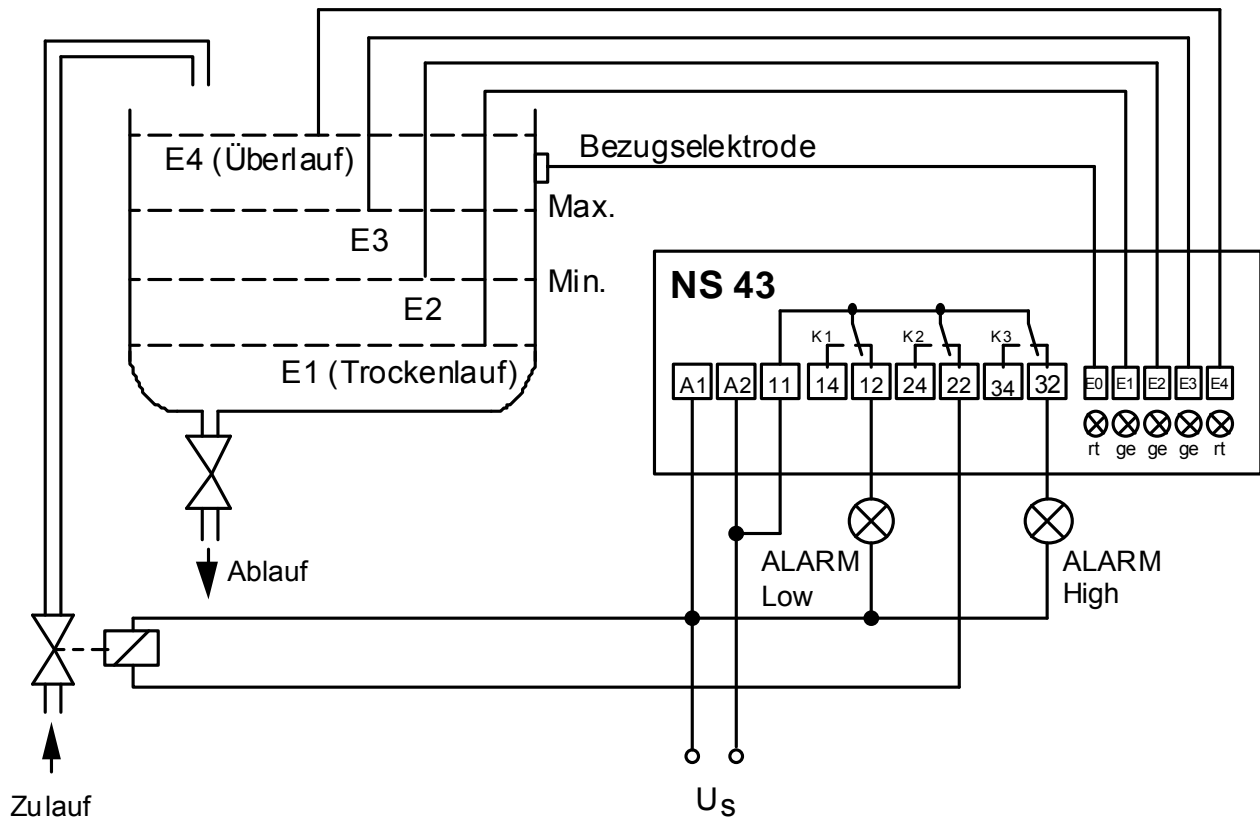 E4 (Überlauf)
Bezugselektrode
Max.
E3
Min.
E2
E1 (Trockenlauf)
NS 43
K1
K2
K3
A1 A2 11 14 12 24 22 34 32 E0 E1 E2 E3 E4
rt ge ge ge rt
Ablauf
ALARM
Low
ALARM
High
Zulauf
US